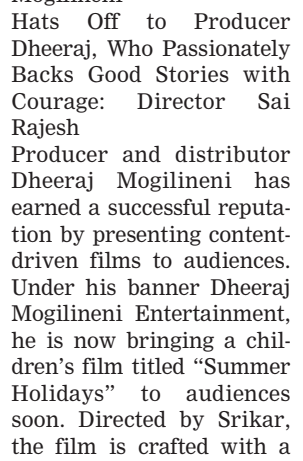 Hats Off to Producer
Dheeraj, Who Passionately
Backs Good Stories with
Courage: Director Sai
Rajesh
Producer and distributor
Dheeraj Mogilineni has
earned a successful reputa-
tion by presenting content-
driven films to audiences.
Under his banner Dheeraj
Mogilineni Entertainment,
he is now bringing a chil-
dren's film titled “Summer
Holidays” to audiences
soon. Directed by Srikar,
the film is crafted with a